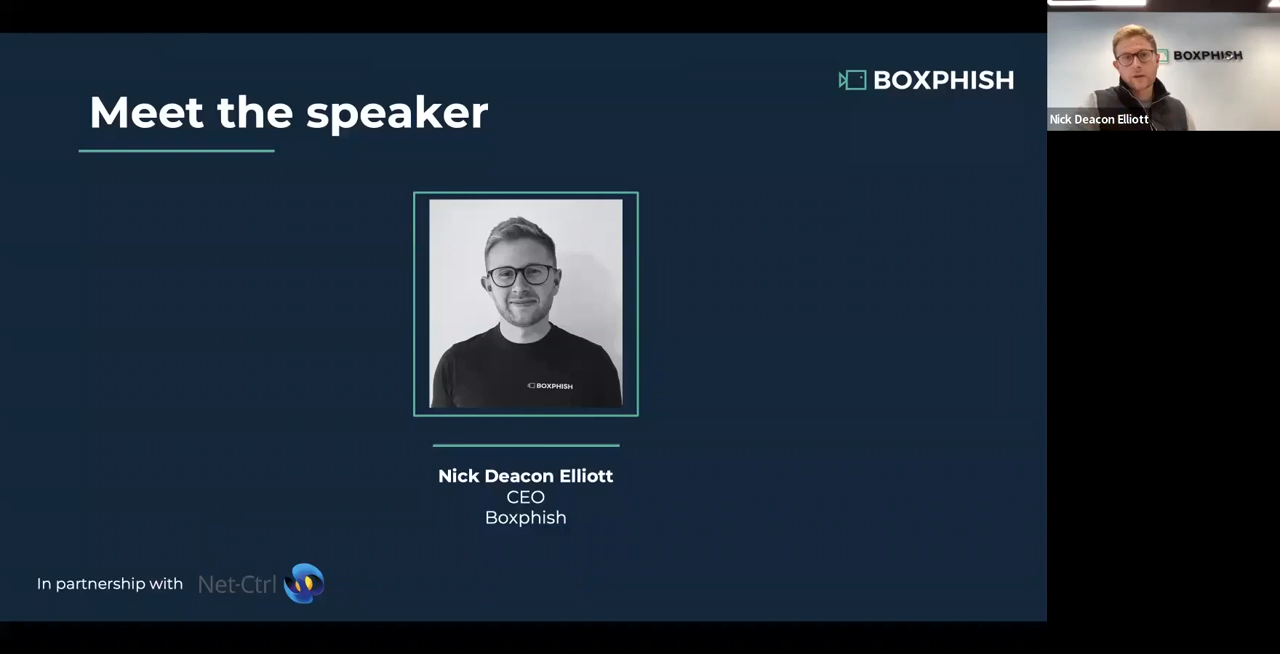 Meet the speaker
BOXPHISH
BOXPHISH
Nick Deacon Elliott
BOXPHISH
Nick Deacon Elliott
CEO
Boxphish
In partnership with Net-Ctrl